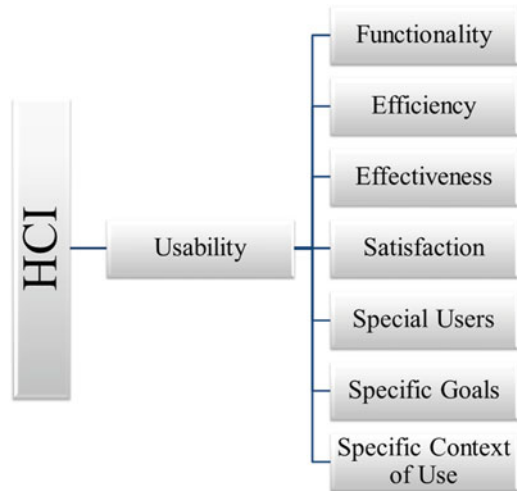 HCI
Usability
Functionality
Efficiency
Effectiveness
Satisfaction
Special Users
Specific Goals
Specific Context
of Use